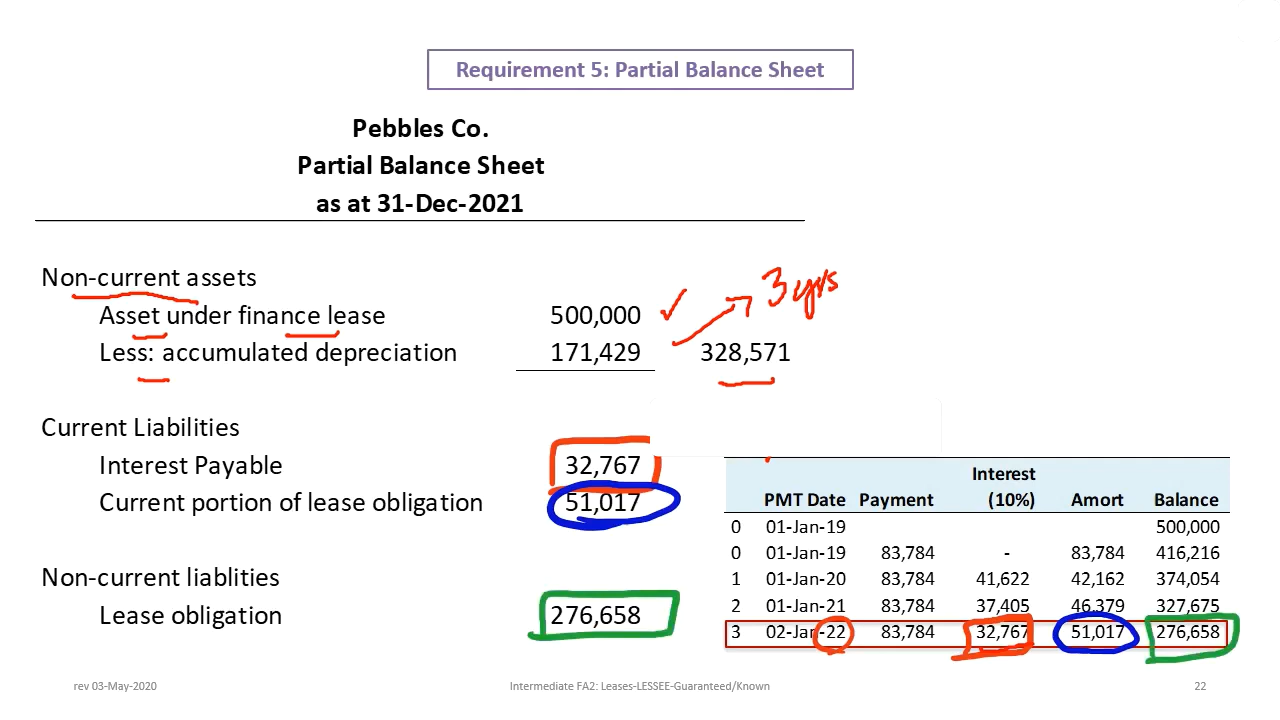 Requirement 5: Partial Balance Sheet
Pebbles Co.
Partial Balance Sheet
as at 31-Dec-2021
Non-current assets
3 yrs
Asset under finance lease 500,000
Less: accumulated depreciation 171,429 328,571
Current Liabilities
Interest Payable 32,767
Current portion of lease obligation 51,017
Non-current liablities
Lease obligation 276,658
Interest
PMT Date Payment (10%) Amort Balance
0 01-Jan-19 500,000
0 01-Jan-19 83,784 - 83,784 416,216
1 01-Jan-20 83,784 41,622 42,162 374,054
2 01-Jan-21 83,784 37,405 46,379 327,675
3 02-Jan-22 83,784 32,767 51,017 276,658
rev 03-May-2020 Intermediate FA2: Leases-LESSEE-Guaranteed/Known 22